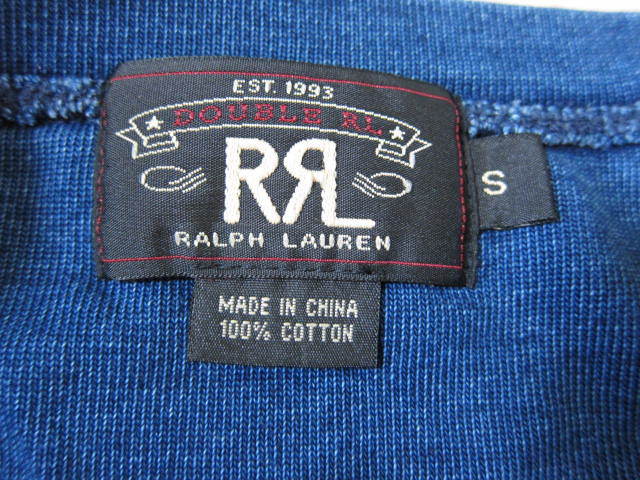 EST. 1993
DOUBLE RL
RRL
RALPH LAUREN
S
MADE IN CHINA
100% COTTON